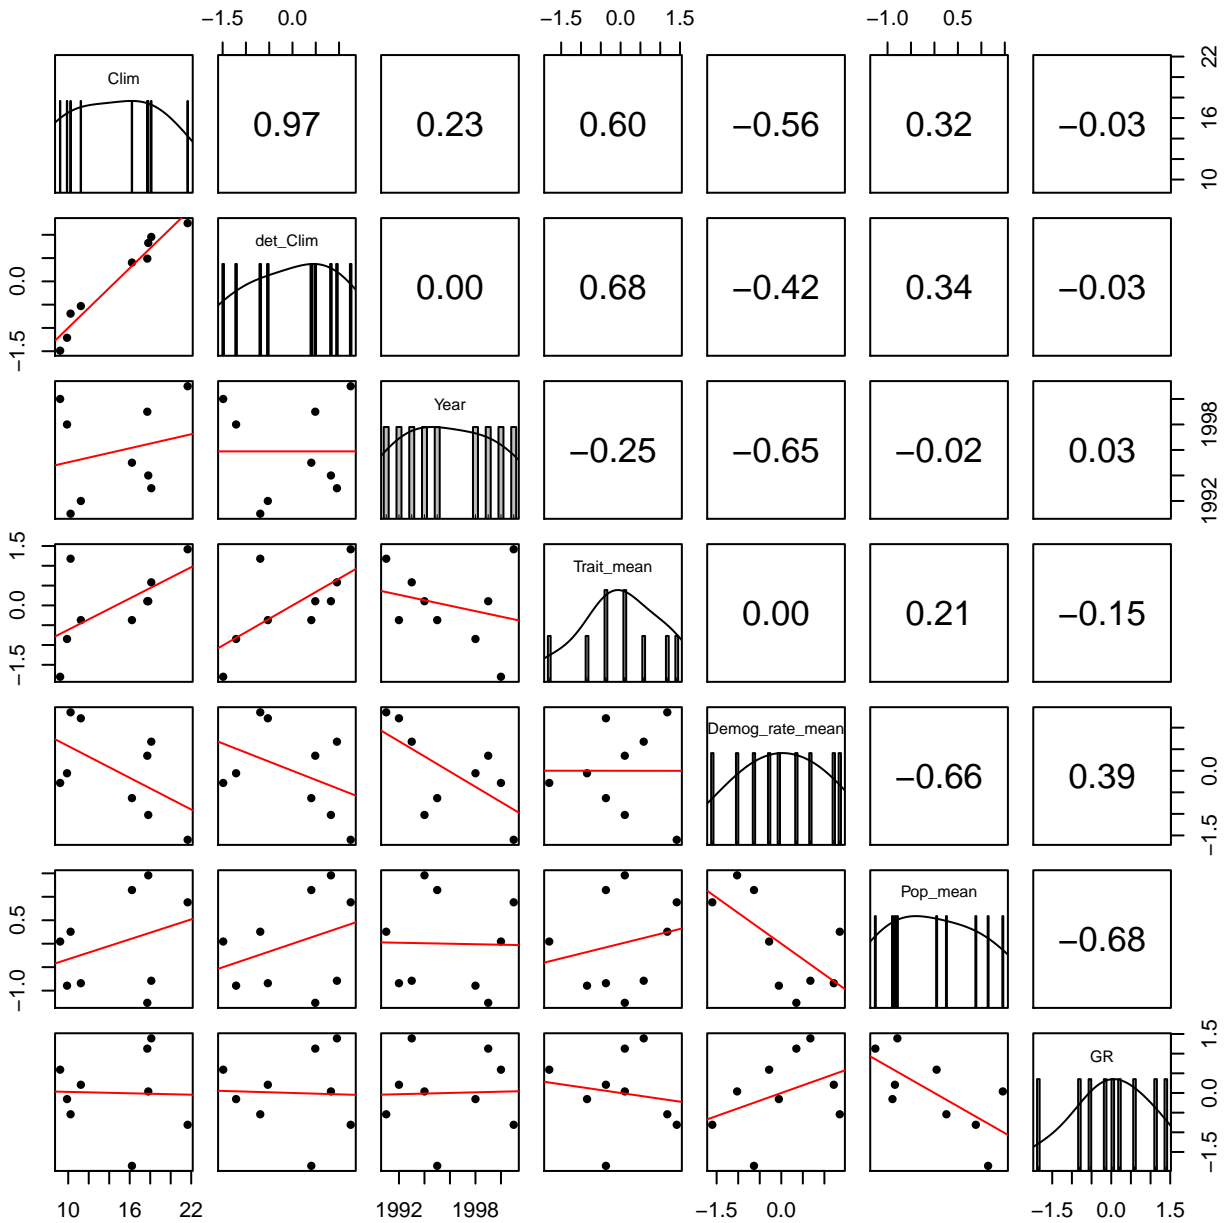 −1.5 0.0 −1.5 0.0 1.5 −1.0 0.5
Clim 0.97 0.23 0.60 −0.56 0.32 −0.03 10 16 22
−1.5 0.0 det_Clim 0.00 0.68 −0.42 0.34 −0.03
Year −0.25 −0.65 −0.02 0.03 1992 1998
−1.5 0.0 1.5 Trait_mean 0.00 0.21 −0.15
Demog_rate_mean −0.66 0.39 −1.5 0.0
−1.0 0.5 Pop_mean −0.68
GR −1.5 0.0 1.5
10 16 22 1992 1998 −1.5 0.0 −1.5 0.0 1.5